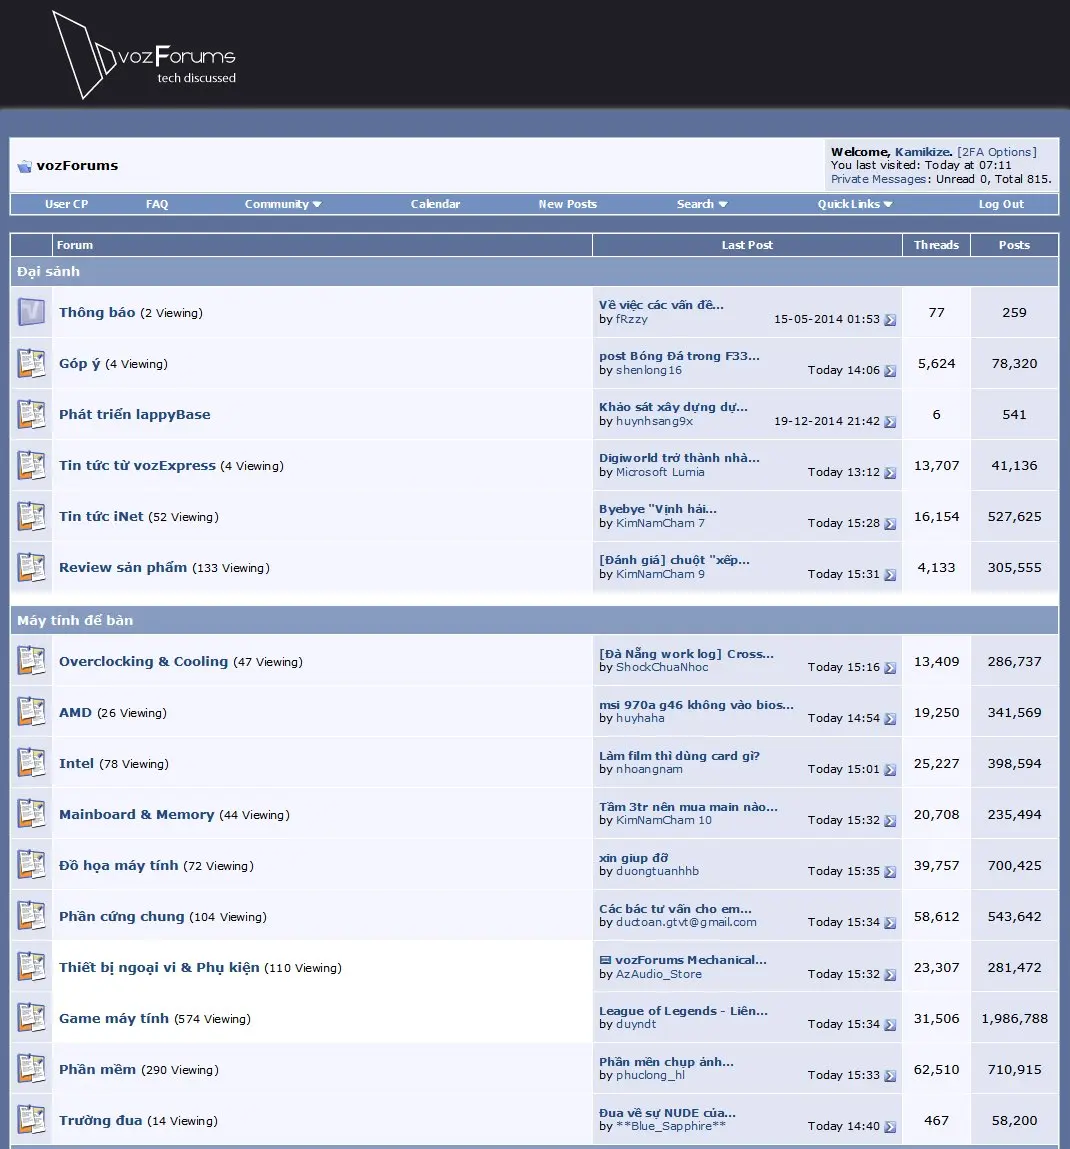 vozForums
tech discussed
vozForums
Welcome, Kamikize. [2FA Options]
You last visited: Today at 07:11
Private Messages: Unread 0, Total 815.
User CP FAQ Community Calendar New Posts Search Quick Links Log Out
Forum Last Post Threads Posts
Đại sảnh
Thông báo (2 Viewing)
Về việc các vấn đề...
by fRzzy 15-05-2014 01:53
77 259
Góp ý (4 Viewing)
post Bóng Đá trong F33...
by shenlong16 Today 14:06
5,624 78,320
Phát triển lappyBase
Khảo sát xây dựng dự...
by huynhsang9x 19-12-2014 21:42
6 541
Tin tức từ vozExpress (4 Viewing)
Digiworld trở thành nhà...
by Microsoft Lumia Today 13:12
13,707 41,136
Tin tức iNet (52 Viewing)
Byebye "Vịnh hải...
by KimNamCham 7 Today 15:28
16,154 527,625
Review sản phẩm (133 Viewing)
[Đánh giá] chuột "xếp...
by KimNamCham 9 Today 15:31
4,133 305,555
Máy tính để bàn
Overclocking & Cooling (47 Viewing)
[Đà Nẵng work log] Cross...
by ShockChuaNhoc Today 15:16
13,409 286,737
AMD (26 Viewing)
msi 970a g46 không vào bios...
by huyhaha Today 14:54
19,250 341,569
Intel (78 Viewing)
Làm film thì dùng card gì?
by nhoangnam Today 15:01
25,227 398,594
Mainboard & Memory (44 Viewing)
Tầm 3tr nên mua main nào...
by KimNamCham 10 Today 15:32
20,708 235,494
Đồ họa máy tính (72 Viewing)
xin giup đỡ
by duongtuanhhb Today 15:35
39,757 700,425
Phần cứng chung (104 Viewing)
Các bác tư vấn cho em...
by ductoan.gtvt@gmail.com Today 15:34
58,612 543,642
Thiết bị ngoại vi & Phụ kiện (110 Viewing)
vozForums Mechanical...
by AzAudio_Store Today 15:32
23,307 281,472
Game máy tính (574 Viewing)
League of Legends - Liên...
by duyndt Today 15:34
31,506 1,986,788
Phần mềm (290 Viewing)
Phần mền chụp ảnh...
by phuclong_hl Today 15:33
62,510 710,915
Trường đua (14 Viewing)
Đua về sự NUDE của...
by **Blue_Sapphire** Today 14:40
467 58,200